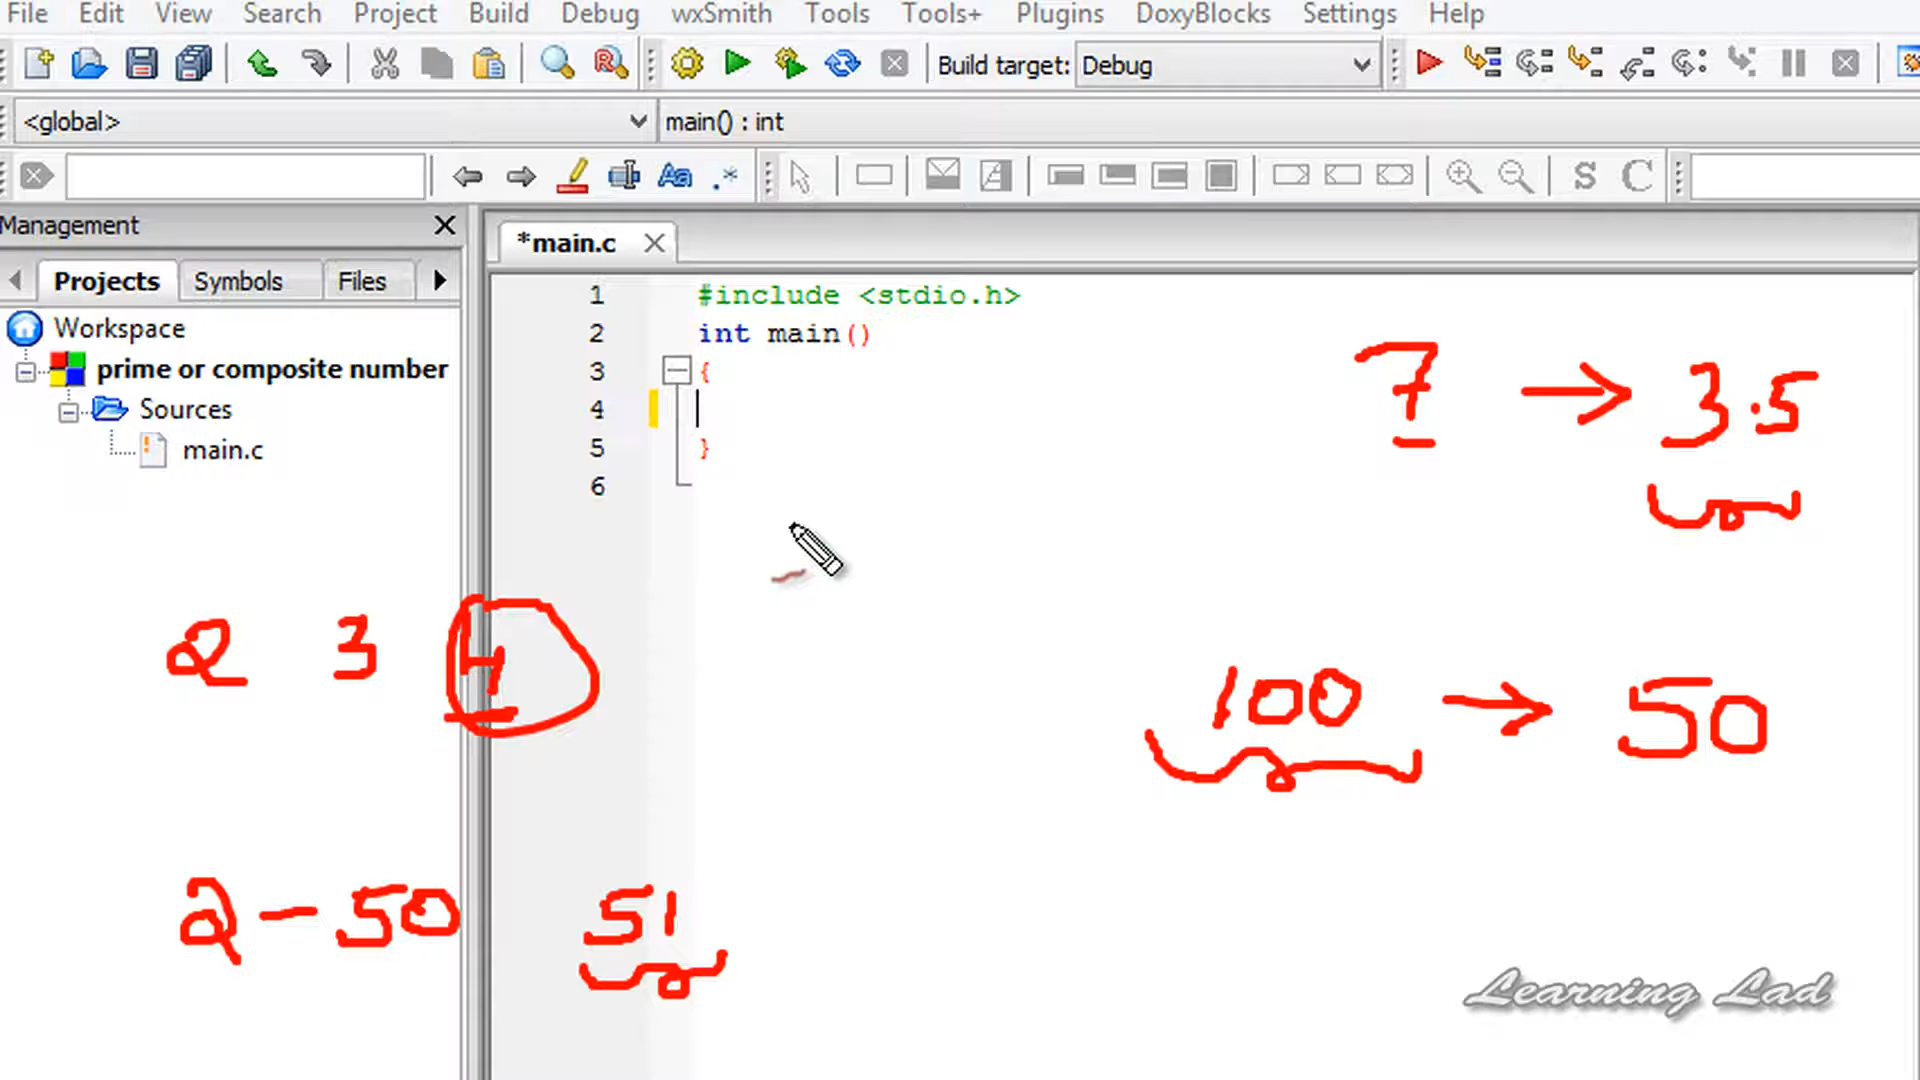 File Edit View Search Project Build Debug wxSmith Tools Tools+ Plugins DoxyBlocks Settings Help
Build target: Debug
<global> main() : int
S C
Management
*main.c
Projects Symbols Files
Workspace
prime or composite number
Sources
main.c
1 #include <stdio.h>
2 int main()
3 {
4
5 }
6
7 → 3.5
2 3 4
100 → 50
2 - 50 51
Learning Lad